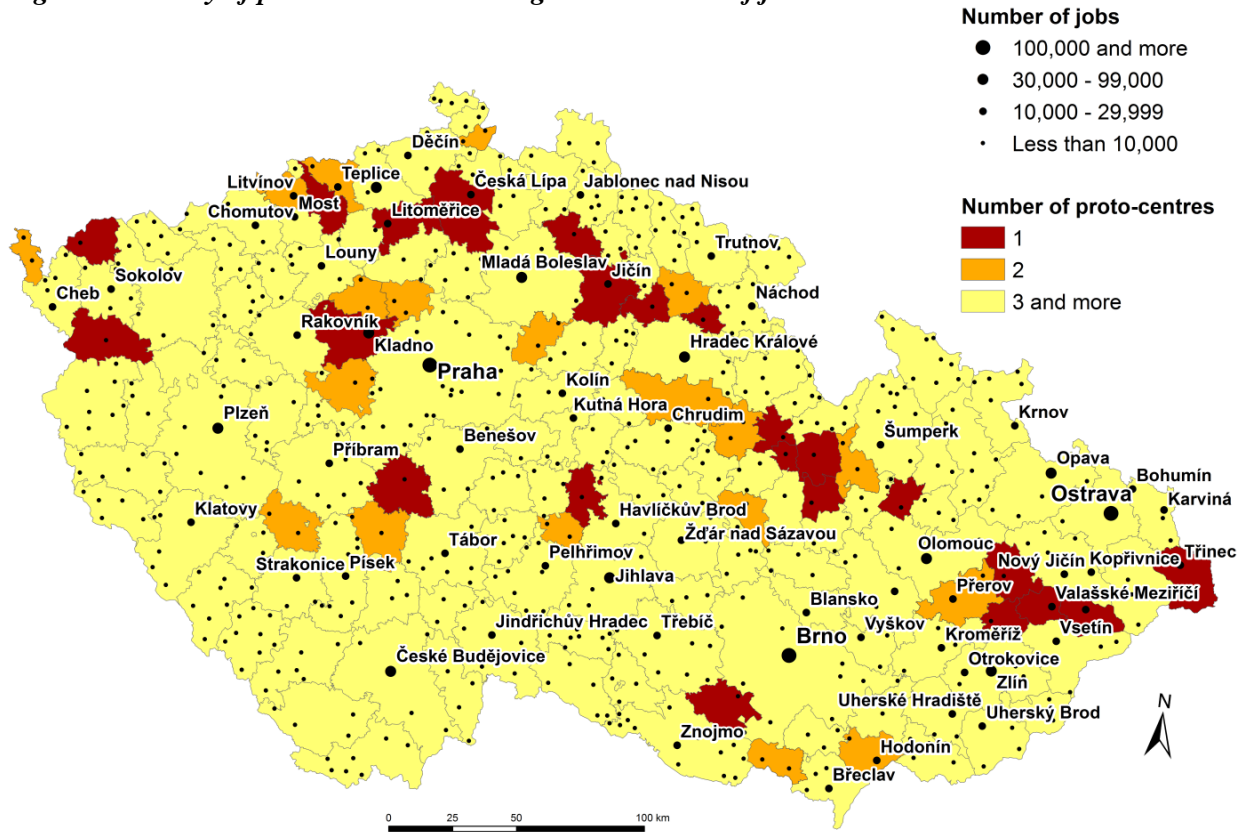 Number of jobs
100,000 and more
30,000 - 99,000
10,000 - 29,999
Less than 10,000
Number of proto-centres
1
2
3 and more
Děčín
Teplice
Litvínov
Most
Chomutov
Česká Lípa
Jablonec nad Nisou
Litoměřice
Louny
Trutnov
Mladá Boleslav
Jičín
Sokolov
Cheb
Náchod
Rakovník
Kladno
Hradec Králové
Praha
Kolín
Kutná Hora
Chrudim
Plzeň
Krnov
Šumperk
Benešov
Příbram
Opava
Bohumín
Ostrava
Karviná
Klatovy
Havlíčkův Brod
Žďár nad Sázavou
Tábor
Pelhřimov
Olomouc
Strakonice
Písek
Jihlava
Nový Jičín
Kopřivnice
Třinec
Přerov
Valašské Meziříčí
Blansko
Vyškov
Jindřichův Hradec
Třebíč
Brno
Kroměříž
Vsetín
České Budějovice
Otrokovice
Zlín
Uherské Hradiště
Uherský Brod
Znojmo
Hodonín
Břeclav
N
0 25 50 100 km